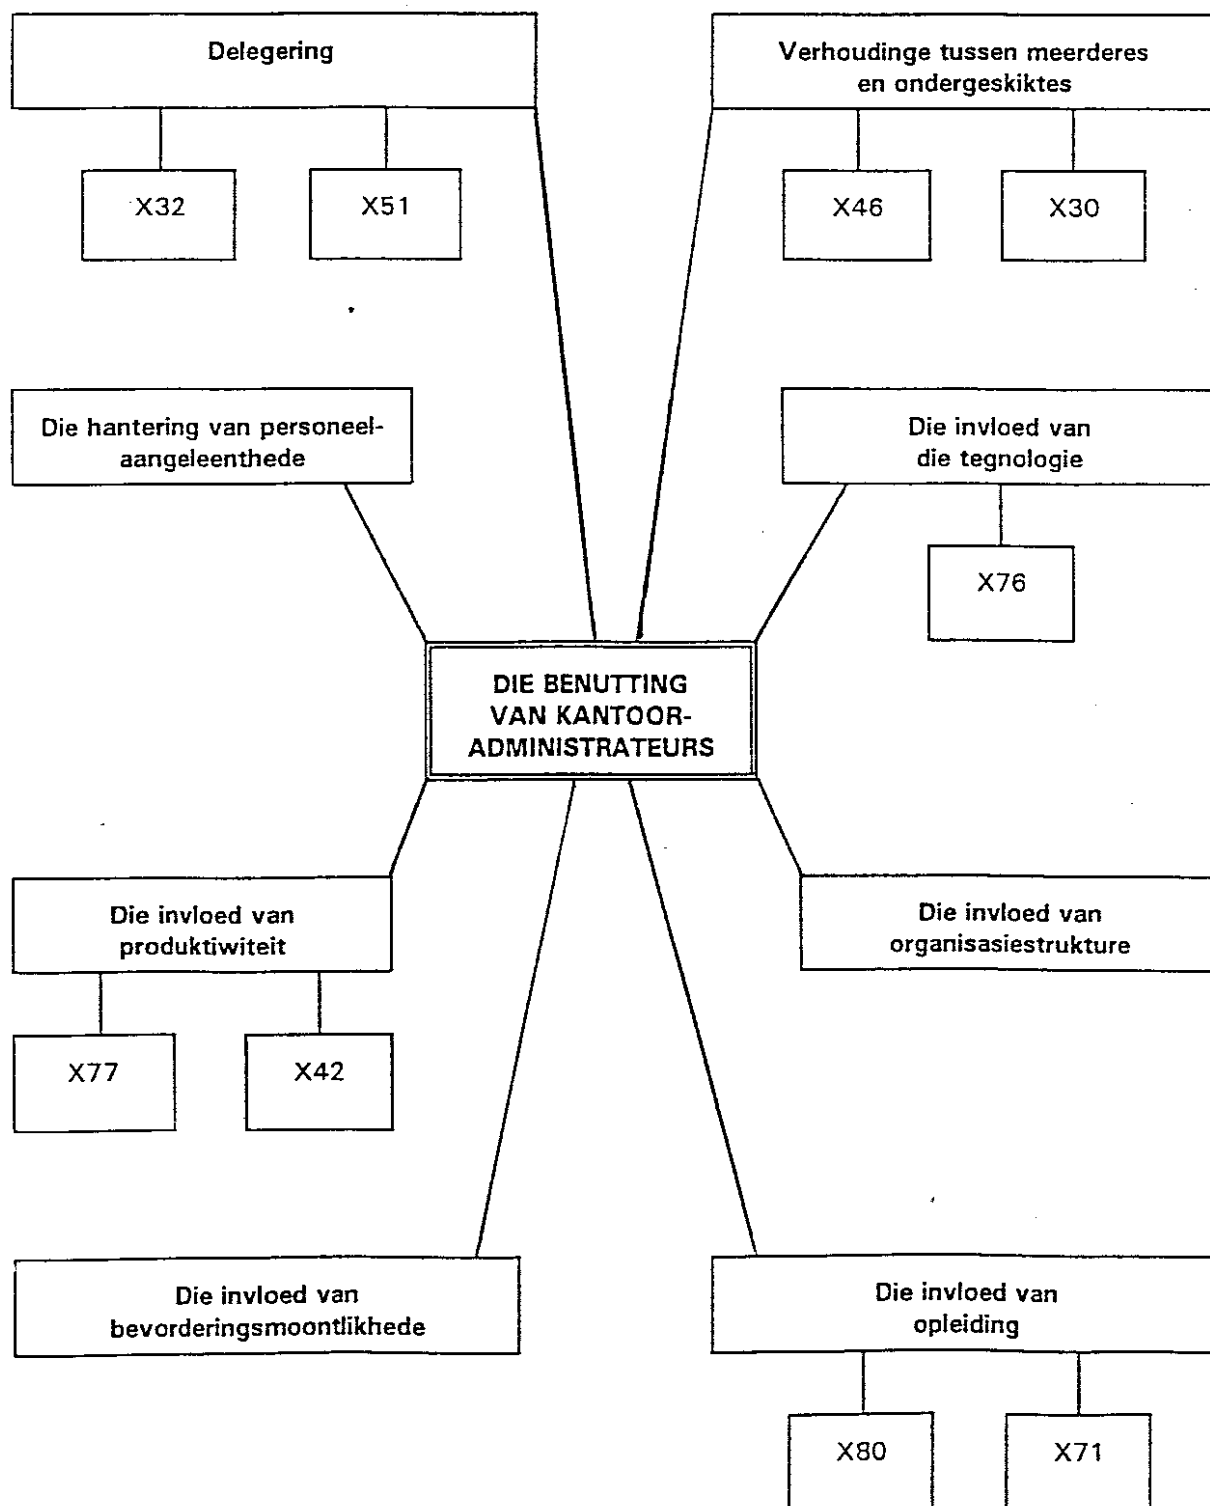 Delegering
Verhoudinge tussen meerderes
en ondergeskiktes
X32
X51
X46
X30
Die hantering van personeel-
aangeleenthede
Die invloed van
die tegnologie
X76
DIE BENUTTING
VAN KANTOOR-
ADMINISTRATEURS
Die invloed van
produktiwiteit
Die invloed van
organisasiestrukture
X77
X42
Die invloed van
bevorderingsmoontlikhede
Die invloed van
opleiding
X80
X71